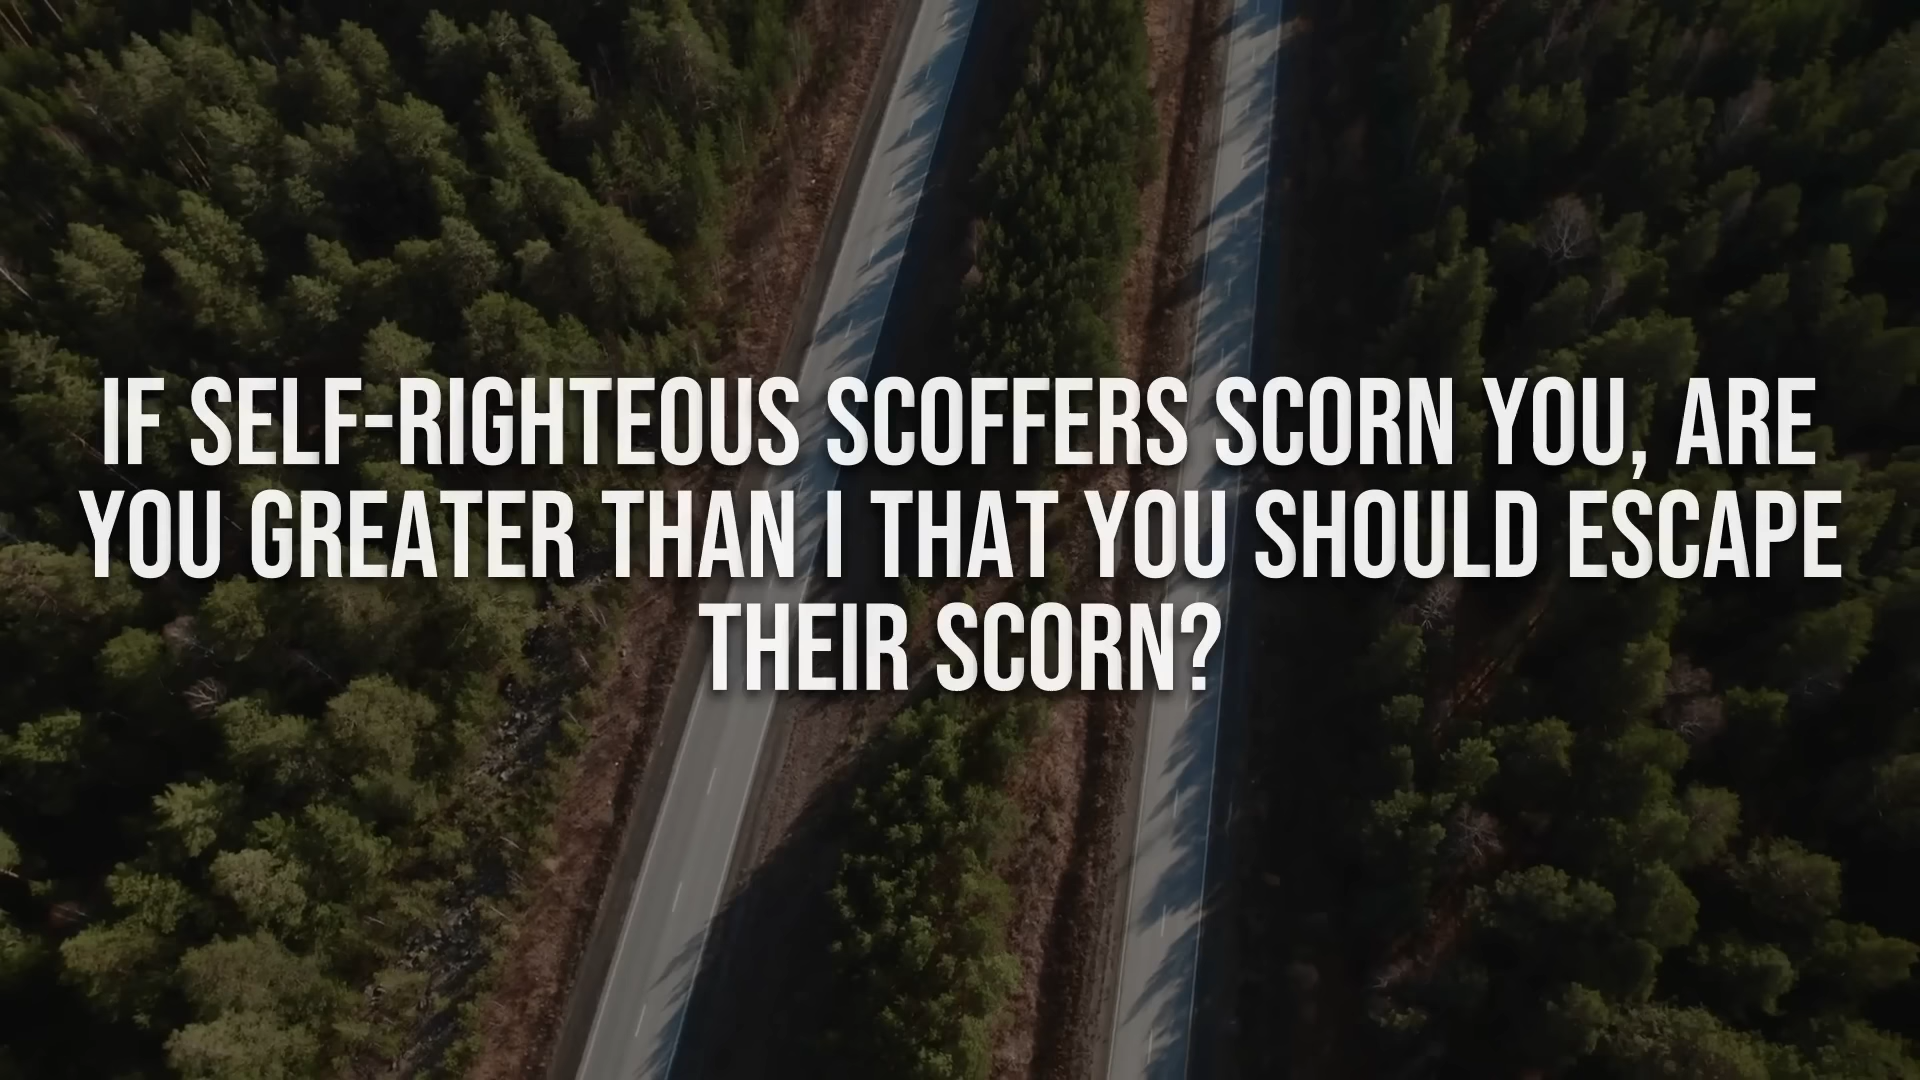 IF SELF-RIGHTEOUS SCOFFERS SCORN YOU, ARE
YOU GREATER THAN I THAT YOU SHOULD ESCAPE
THEIR SCORN?